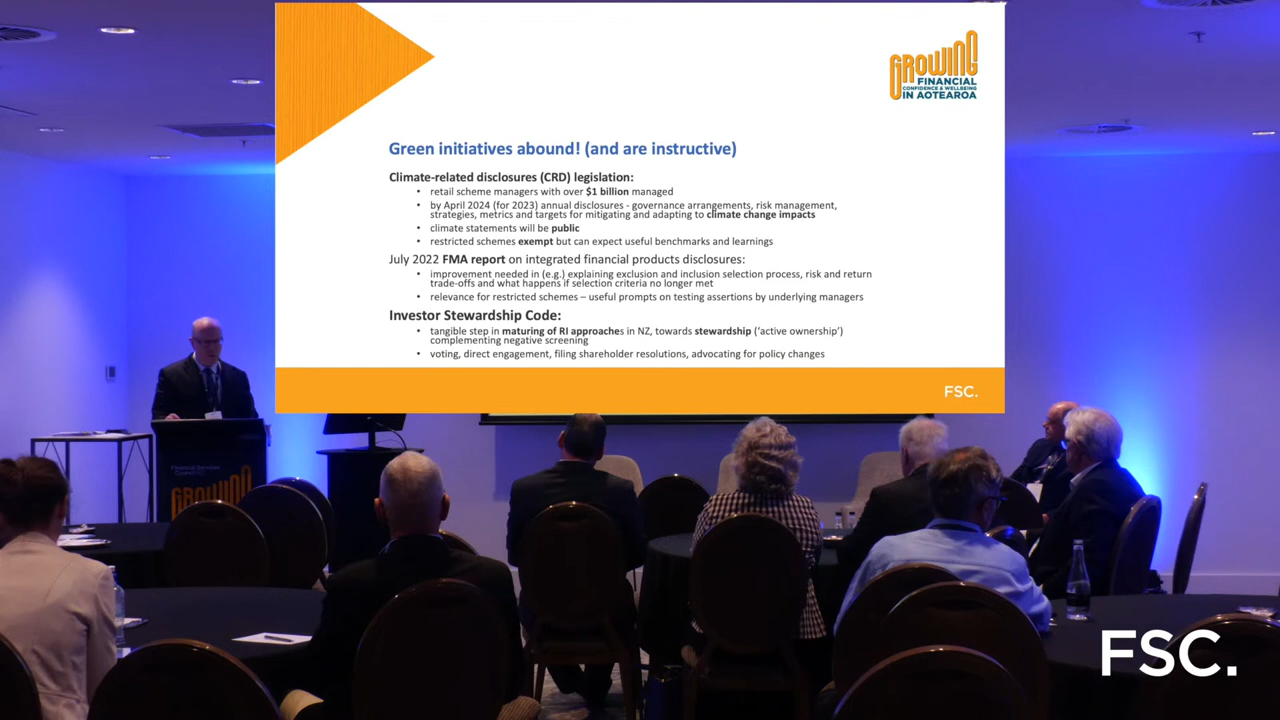 GROWING
FINANCIAL
CONFIDENCE & WELLBEING
IN AOTEAROA
Green initiatives abound! (and are instructive)
Climate-related disclosures (CRD) legislation:
• retail scheme managers with over $1 billion managed
• by April 2024 (for 2023) annual disclosures - governance arrangements, risk management,
strategies, metrics and targets for mitigating and adapting to climate change impacts
• climate statements will be public
• restricted schemes exempt but can expect useful benchmarks and learnings
July 2022 FMA report on integrated financial products disclosures:
• improvement needed in (e.g.) explaining exclusion and inclusion selection process, risk and return
trade-offs and what happens if selection criteria no longer met
• relevance for restricted schemes – useful prompts on testing assertions by underlying managers
Investor Stewardship Code:
• tangible step in maturing of RI approaches in NZ, towards stewardship (‘active ownership’)
complementing negative screening
• voting, direct engagement, filing shareholder resolutions, advocating for policy changes
FSC.
Financial Services
GROWING
FSC.